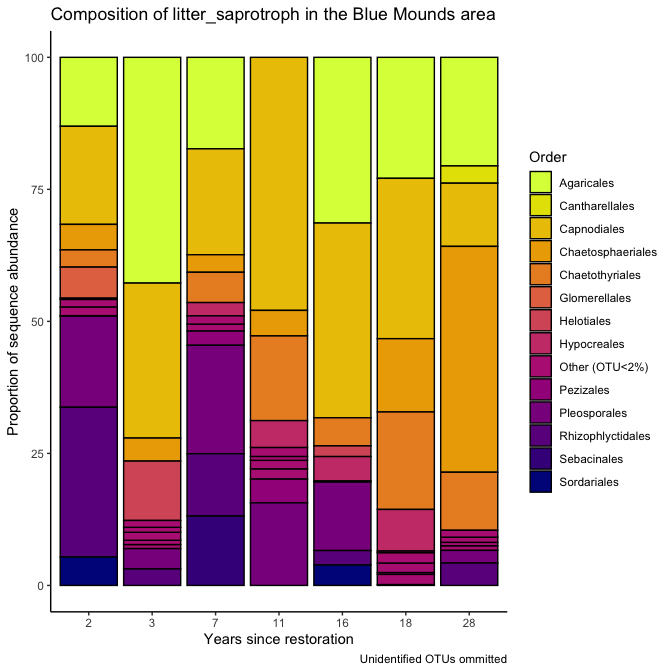 Composition of litter_saprotroph in the Blue Mounds area
Proportion of sequence abundance
100
75
50
25
0
2 3 7 11 16 18 28
Years since restoration
Unidentified OTUs ommitted
Order
Agaricales
Cantharellales
Capnodiales
Chaetosphaeriales
Chaetothyriales
Glomerellales
Helotiales
Hypocreales
Other (OTU<2%)
Pezizales
Pleosporales
Rhizophlyctidales
Sebacinales
Sordariales